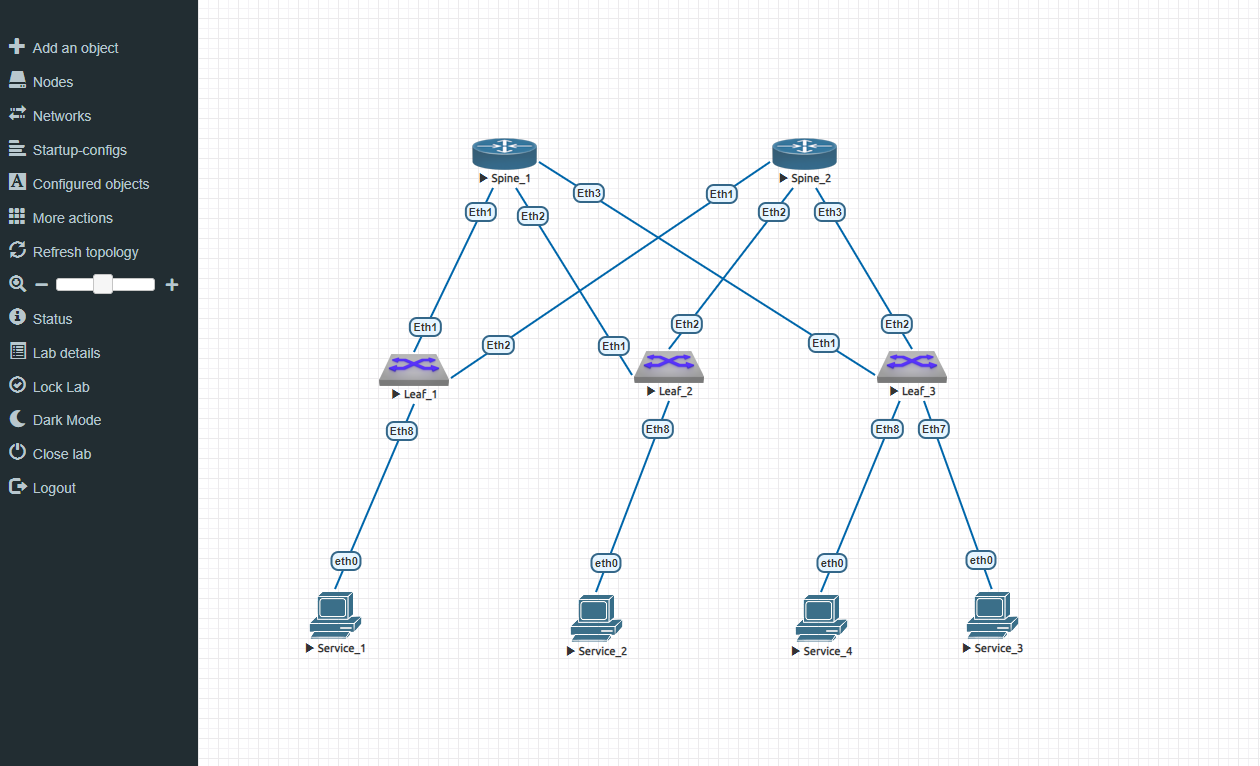 Add an object
Nodes
Networks
Startup-configs
Configured objects
More actions
Refresh topology
Status
Lab details
Lock Lab
Dark Mode
Close lab
Logout
Spine_1
Spine_2
Eth3
Eth1
Eth1
Eth2
Eth2
Eth3
Eth1
Eth2
Eth1
Eth2
Eth1
Eth2
Leaf_1
Leaf_2
Leaf_3
Eth8
Eth8
Eth8
Eth7
eth0
eth0
eth0
eth0
Service_1
Service_2
Service_4
Service_3